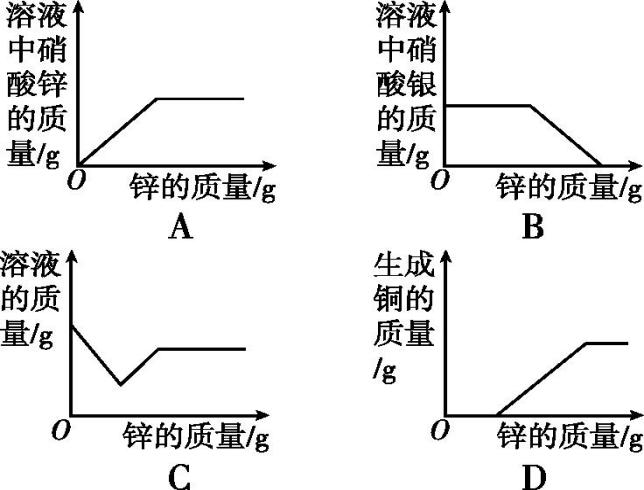 溶液
中硝
酸锌
的质
量/g
O
锌的质量/g
A
溶液
中硝
酸银
的质
量/g
O
锌的质量/g
B
溶液
的质
量/g
O
锌的质量/g
C
生成
铜的
质量
/g
O
锌的质量/g
D